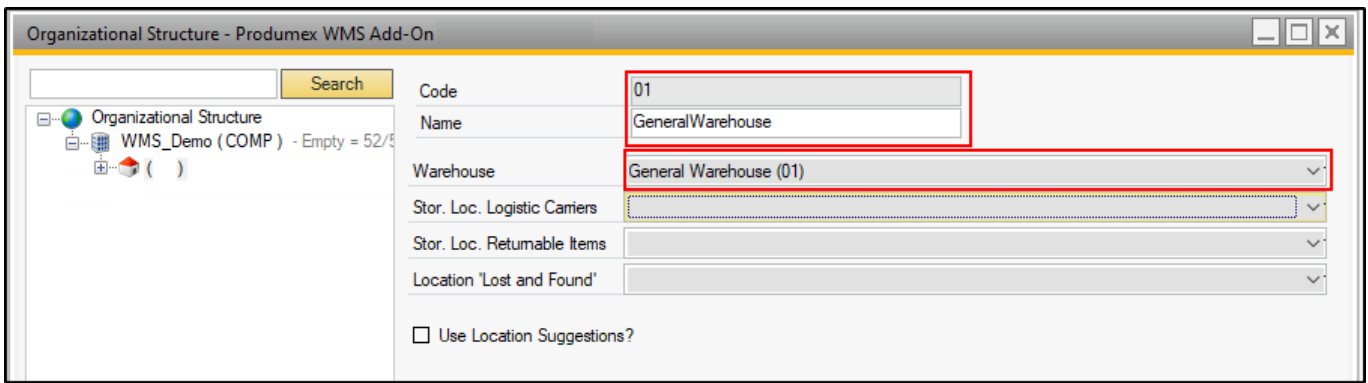 Organizational Structure - Produmex WMS Add-On
Search
Organizational Structure
WMS_Demo ( COMP ) - Empty = 52/
( )
Code 01
Name GeneralWarehouse
Warehouse General Warehouse (01)
Stor. Loc. Logistic Carriers
Stor. Loc. Returnable Items
Location 'Lost and Found'
Use Location Suggestions?